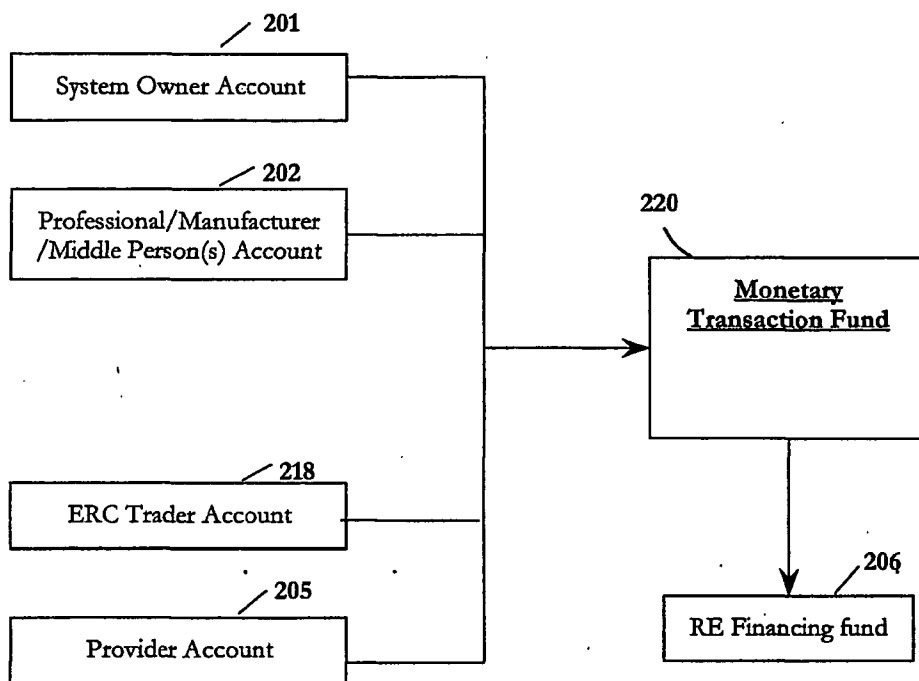 201
System Owner Account
202
Professional/Manufacturer
/Middle Person(s) Account
220
Monetary
Transaction Fund
218
ERC Trader Account
205
Provider Account
206
RE Financing fund